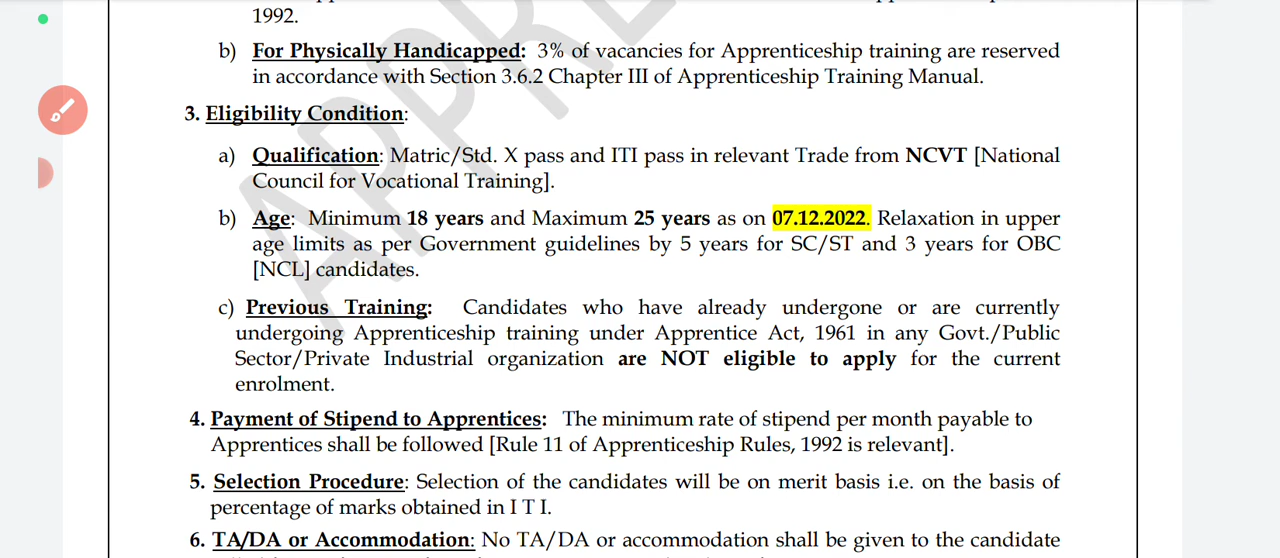 1992.
b) For Physically Handicapped: 3% of vacancies for Apprenticeship training are reserved
in accordance with Section 3.6.2 Chapter III of Apprenticeship Training Manual.
3. Eligibility Condition:
a) Qualification: Matric/Std. X pass and ITI pass in relevant Trade from NCVT [National
Council for Vocational Training].
b) Age: Minimum 18 years and Maximum 25 years as on 07.12.2022. Relaxation in upper
age limits as per Government guidelines by 5 years for SC/ST and 3 years for OBC
[NCL] candidates.
c) Previous Training: Candidates who have already undergone or are currently
undergoing Apprenticeship training under Apprentice Act, 1961 in any Govt./Public
Sector/Private Industrial organization are NOT eligible to apply for the current
enrolment.
4. Payment of Stipend to Apprentices: The minimum rate of stipend per month payable to
Apprentices shall be followed [Rule 11 of Apprenticeship Rules, 1992 is relevant].
5. Selection Procedure: Selection of the candidates will be on merit basis i.e. on the basis of
percentage of marks obtained in I T I.
6. TA/DA or Accommodation: No TA/DA or accommodation shall be given to the candidate